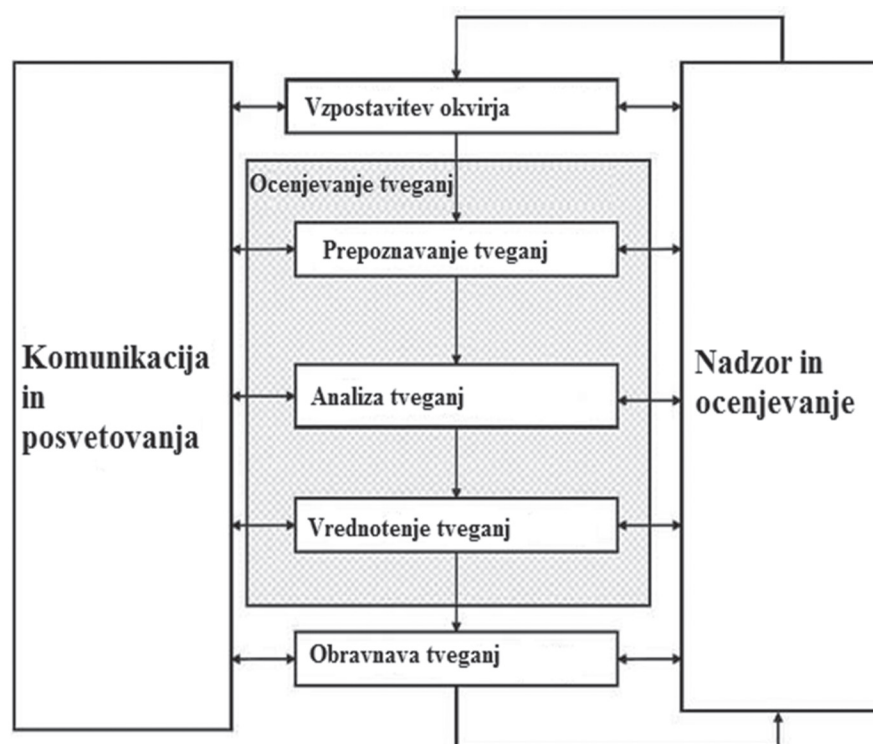 Vzpostavitev okvirja
Ocenjevanje tveganj
Prepoznavanje tveganj
Komunikacija
in
posvetovanja
Analiza tveganj
Nadzor in
ocenjevanje
Vrednotenje tveganj
Obravnava tveganj